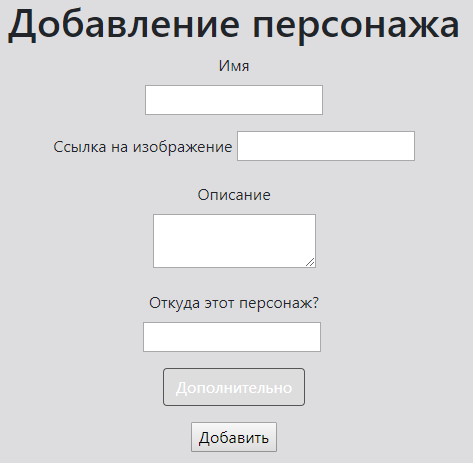 Добавление персонажа
Имя
Ссылка на изображение
Описание
Откуда этот персонаж?
Дополнительно
Добавить